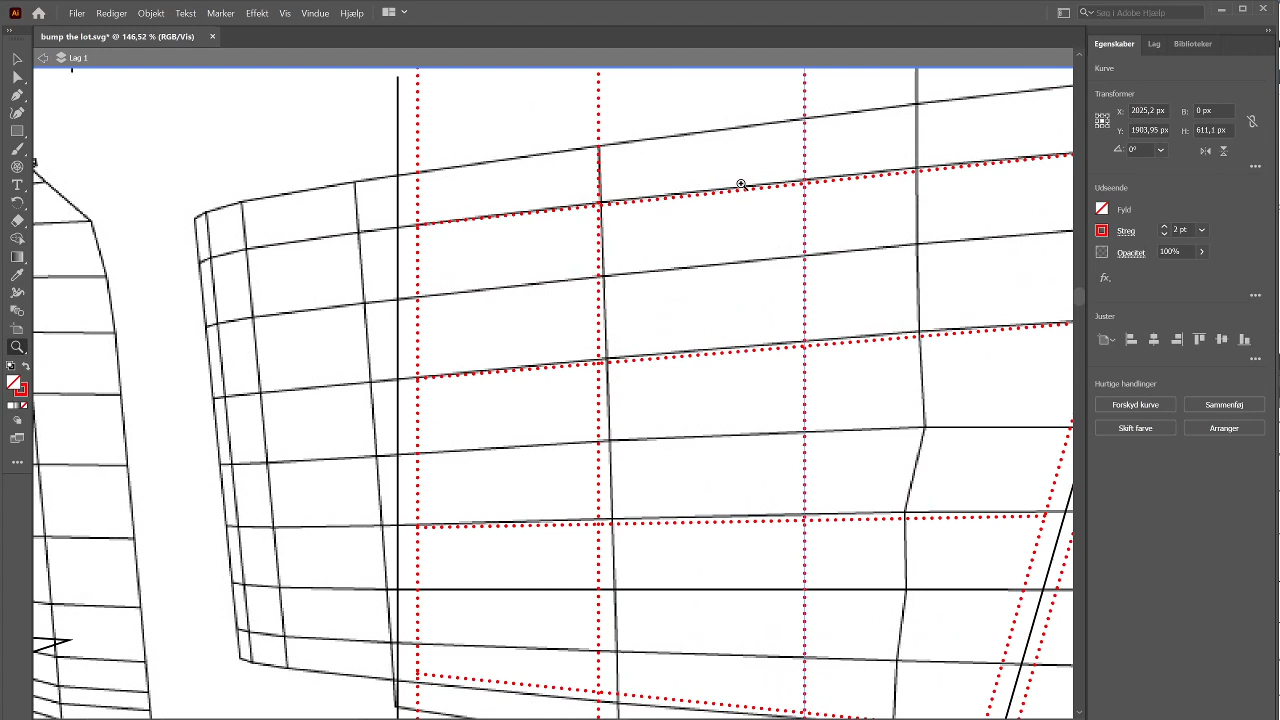 Ai
Filer Rediger Objekt Tekst Marker Effekt Vis Vindue Hjælp
Søg i Adobe Hjælp
bump the lot.svg* @ 146,52 % (RGB/Vis)
Lag 1
Egenskaber Lag Biblioteker
Kurve
Transformer
X: 2025,2 px B: 0 px
Y: 1903,95 px H: 611,1 px
0°
Udseende
Fyld
Streg 2 pt
Opacitet 100%
fx.
Juster
Hurtige handlinger
Forskyd kurve Sammenføj
Skift farve Arranger